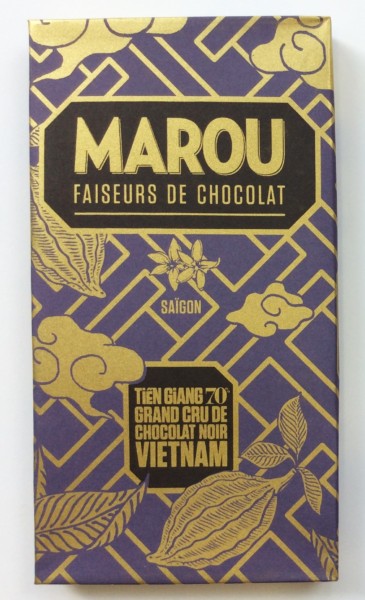 MAROU
FAISEURS DE CHOCOLAT
SAÏGON
TIỀN GIANG 70%
GRAND CRU DE
CHOCOLAT NOIR
VIETNAM